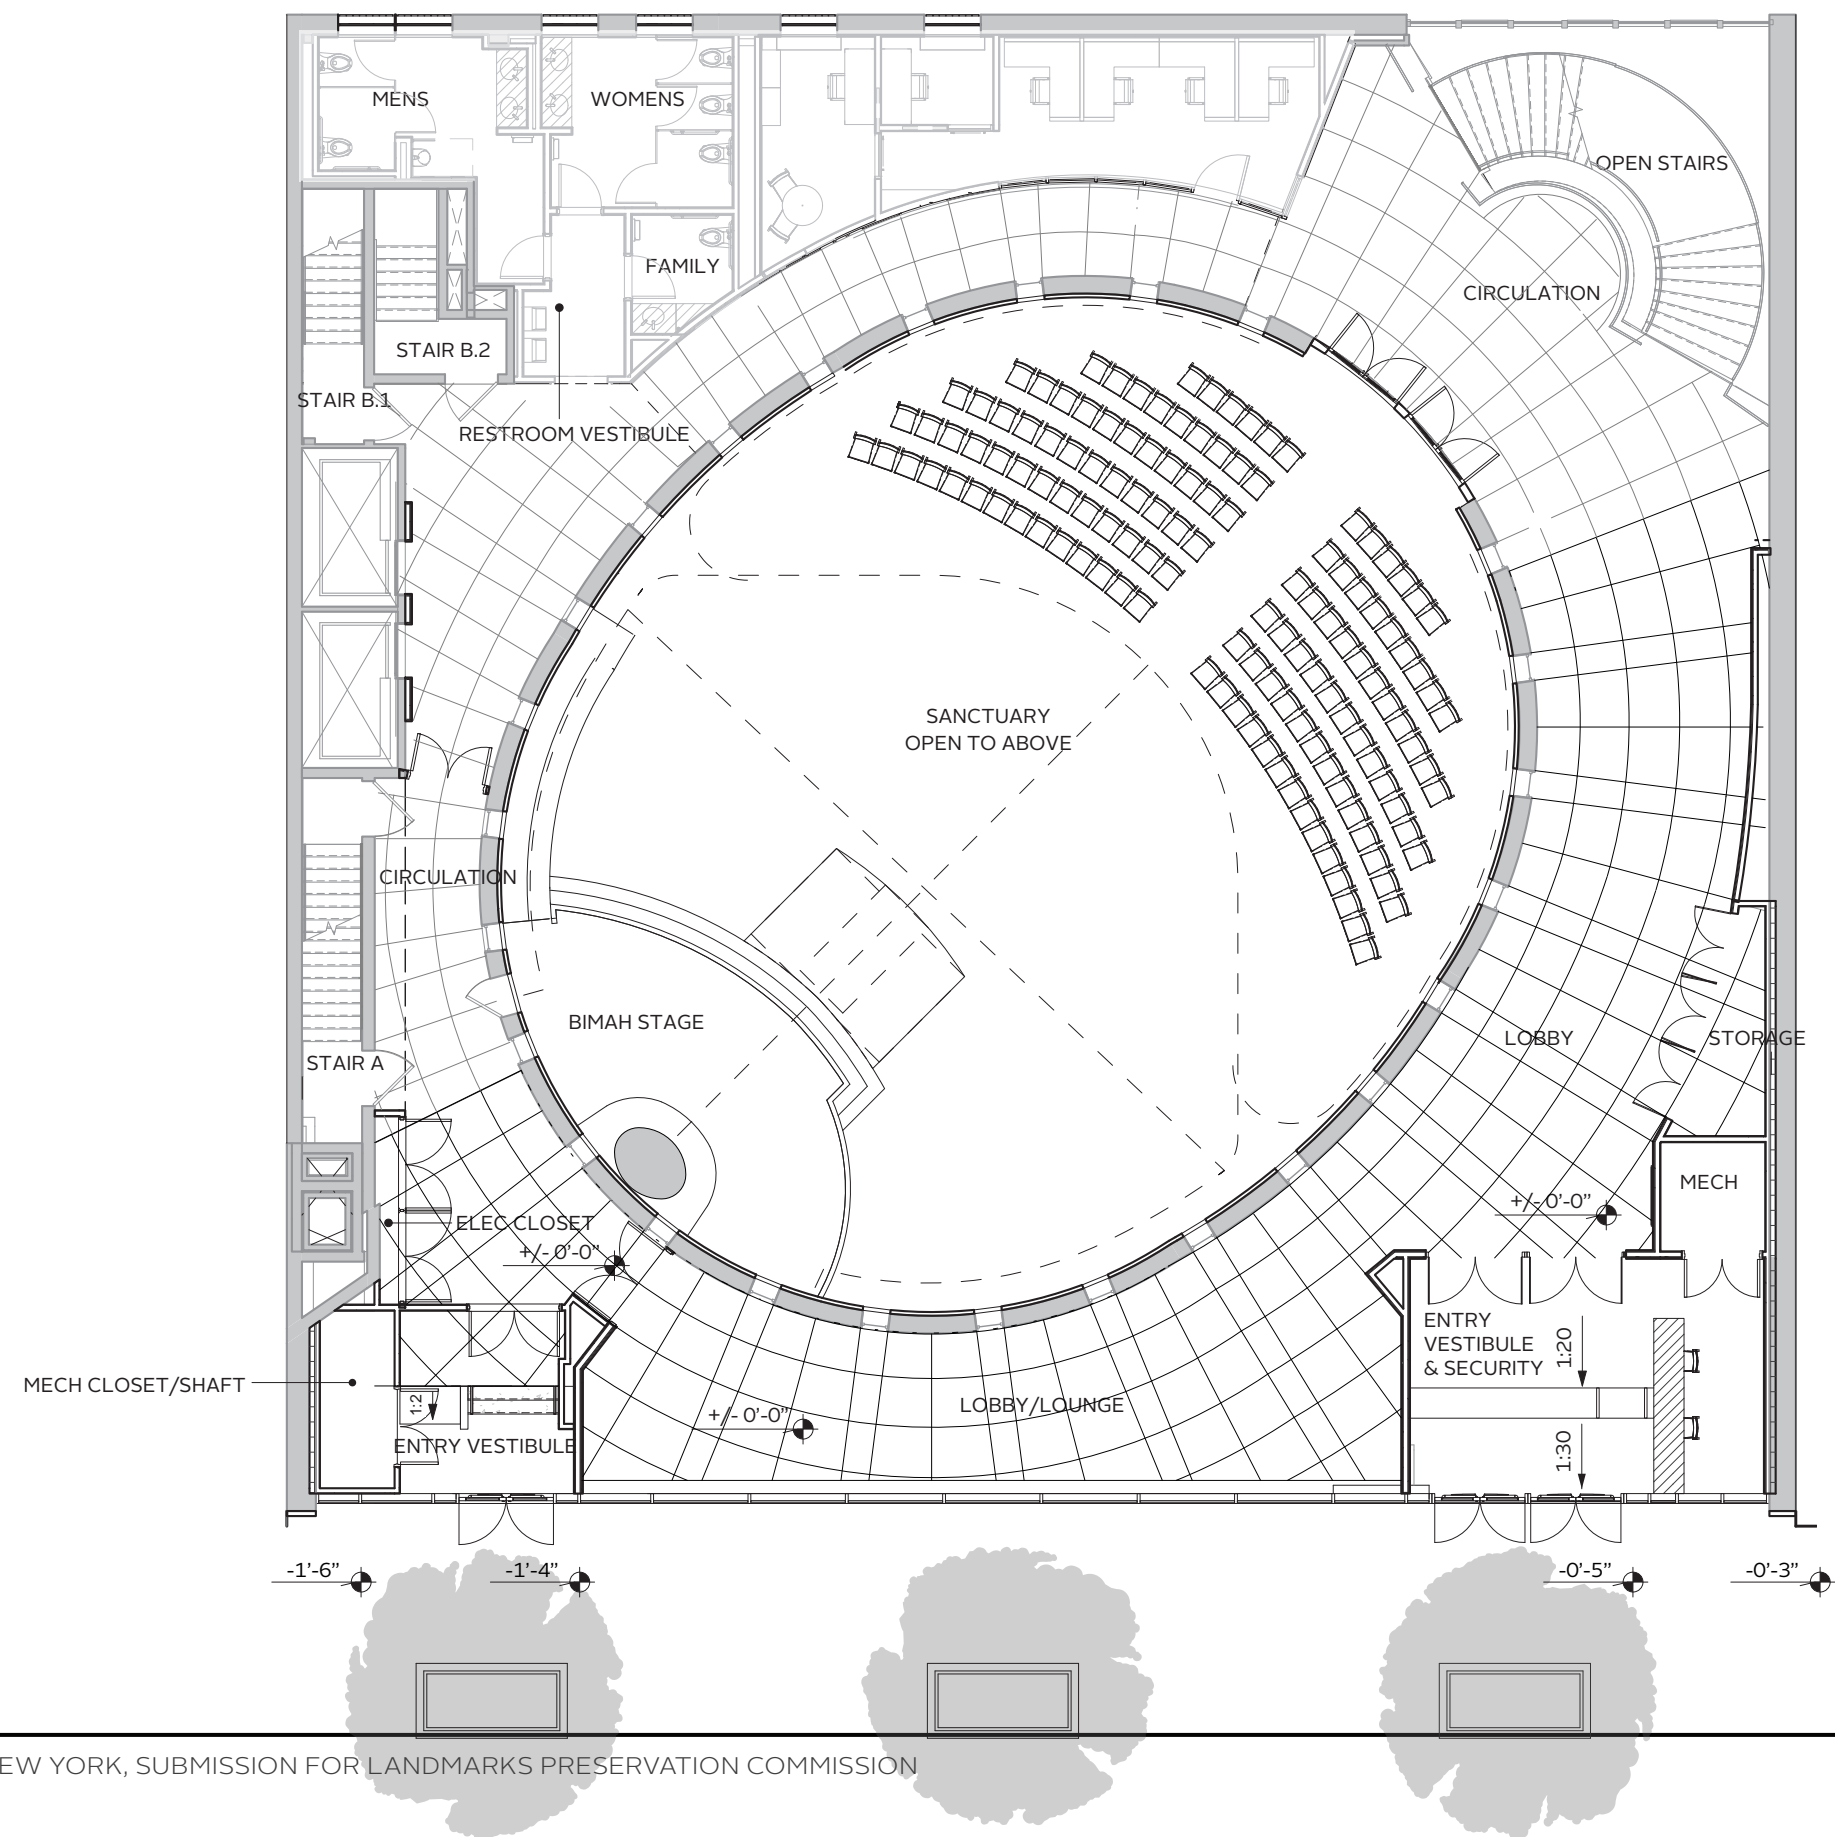 MENS
WOMENS
OPEN STAIRS
FAMILY
CIRCULATION
STAIR B.2
STAIR B.1
RESTROOM VESTIBULE
SANCTUARY
OPEN TO ABOVE
CIRCULATION
BIMAH STAGE
LOBBY
STORAGE
STAIR A
MECH
+/- 0'-0"
ELEC CLOSET
+/- 0'-0"
ENTRY
VESTIBULE
& SECURITY
1:20
MECH CLOSET/SHAFT
1:2
LOBBY/LOUNGE
+/- 0'-0"
ENTRY VESTIBULE
1:30
-1'-6"
-1'-4"
-0'-5"
-0'-3"
EW YORK, SUBMISSION FOR LANDMARKS PRESERVATION COMMISSION